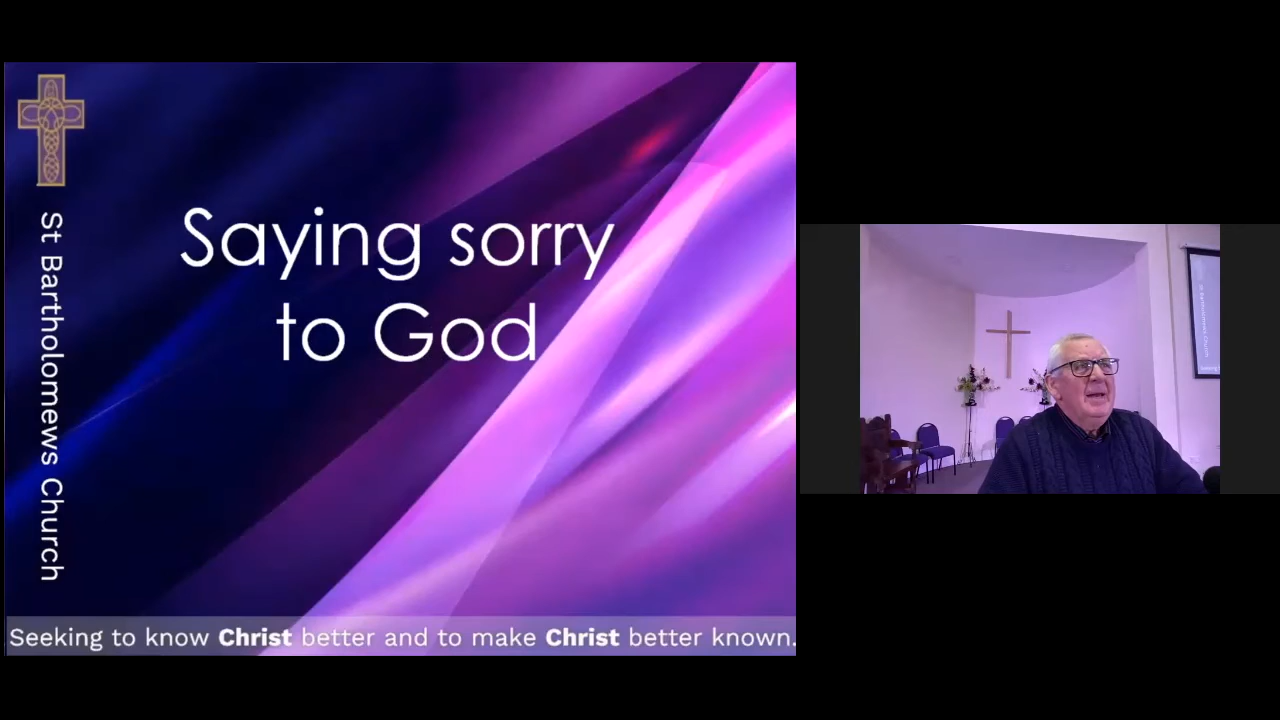 Saying sorry
to God
St Bartholomews Church
Seeking to know Christ better and to make Christ better known.